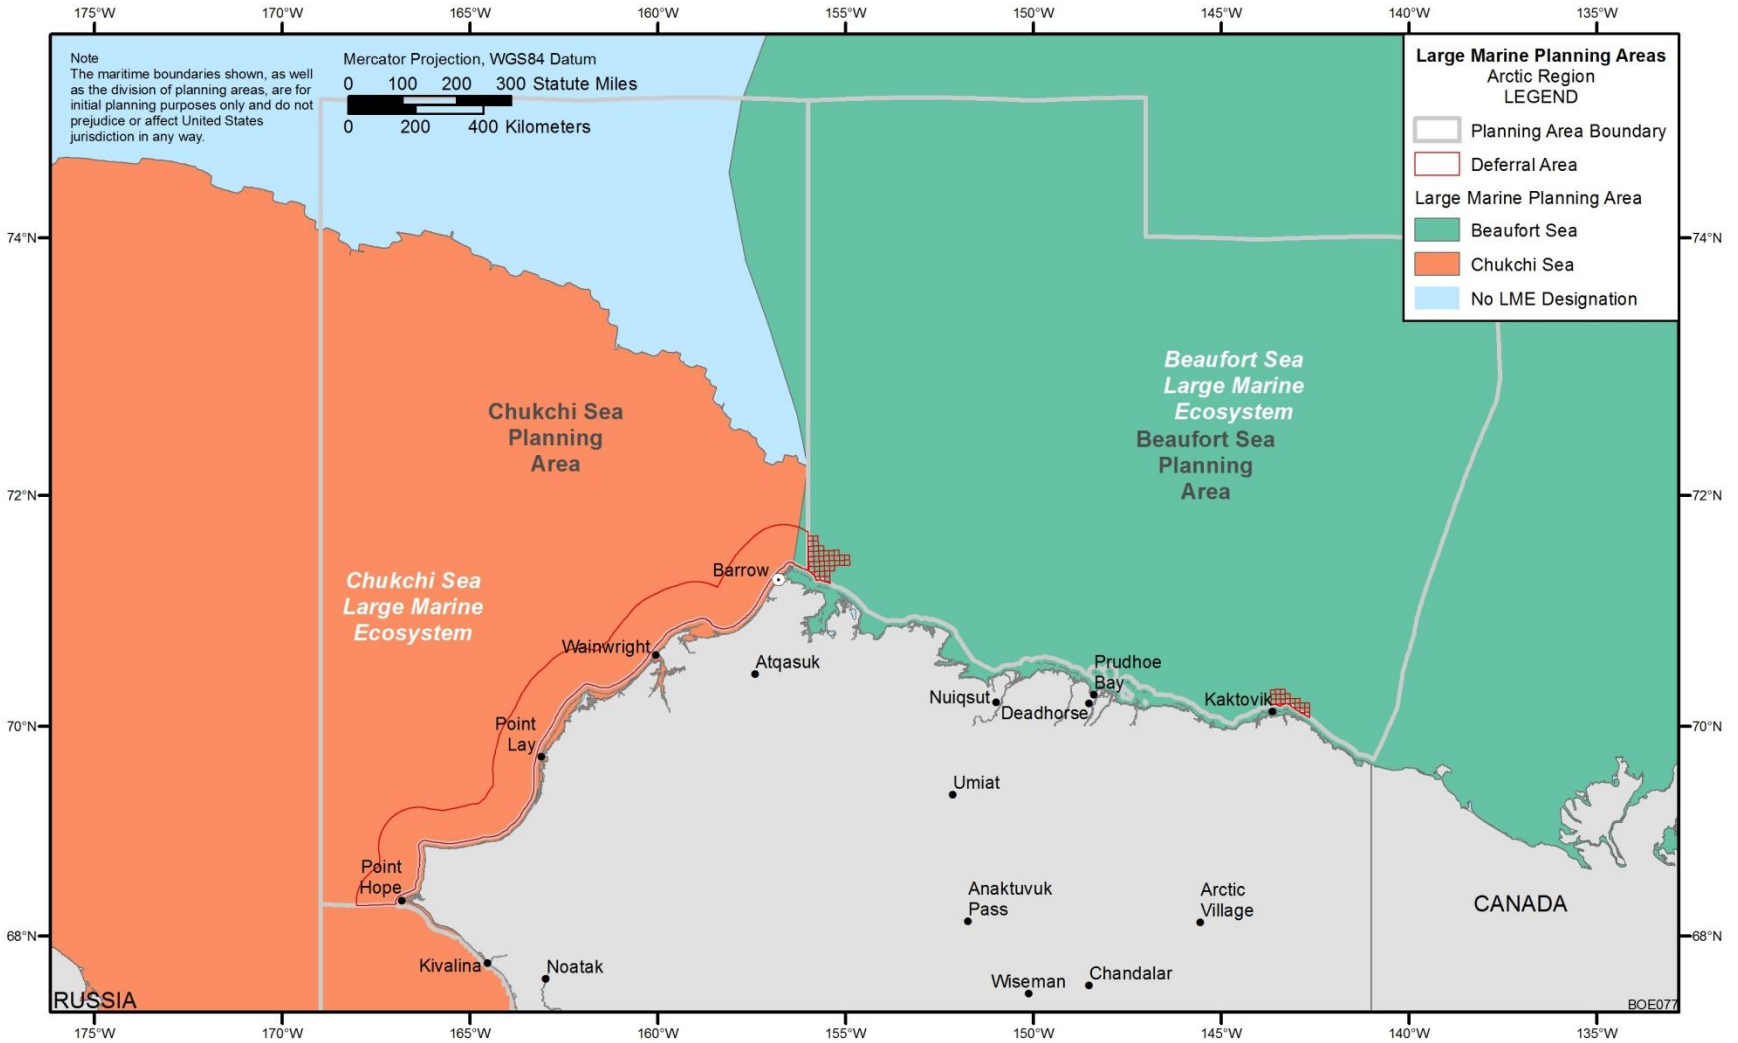 175°W 170°W 165°W 160°W 155°W 150°W 145°W 140°W 135°W
Note
The maritime boundaries shown, as well
as the division of planning areas, are for
initial planning purposes only and do not
prejudice or affect United States
jurisdiction in any way.
Mercator Projection, WGS84 Datum
0 100 200 300 Statute Miles
0 200 400 Kilometers
Large Marine Planning Areas
Arctic Region
LEGEND
Planning Area Boundary
Deferral Area
Large Marine Planning Area
Beaufort Sea
Chukchi Sea
No LME Designation
74°N 74°N
Beaufort Sea
Large Marine
Ecosystem
Beaufort Sea
Planning
Area
Chukchi Sea
Planning
Area
72°N 72°N
Chukchi Sea
Large Marine
Ecosystem
Barrow
Wainwright
Atqasuk
Nuiqsut
Prudhoe
Bay
Deadhorse
Kaktovik
70°N 70°N
Point
Lay
Umiat
Point
Hope
Anaktuvuk
Pass
Arctic
Village
CANADA
68°N 68°N
Kivalina
Noatak
Wiseman
Chandalar
RUSSIA
BOE077
175°W 170°W 165°W 160°W 155°W 150°W 145°W 140°W 135°W